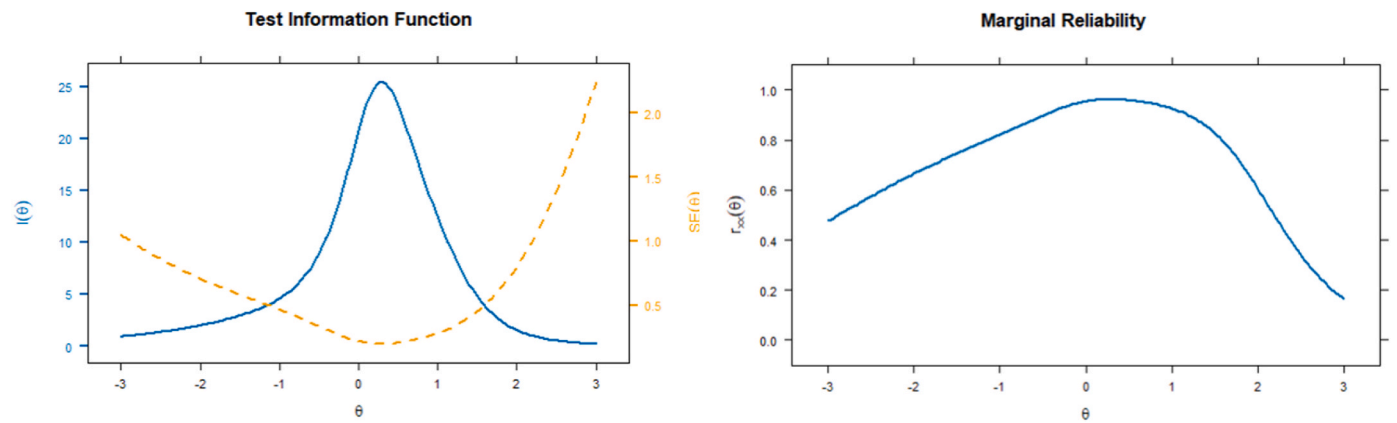 Test Information Function
25
20
15
10
5
0
I(θ)
2.0
1.5
1.0
0.5
SE(θ)
-3 -2 -1 0 1 2 3
θ
Marginal Reliability
1.0
0.8
0.6
0.4
0.2
0.0
rxx(θ)
-3 -2 -1 0 1 2 3
θ